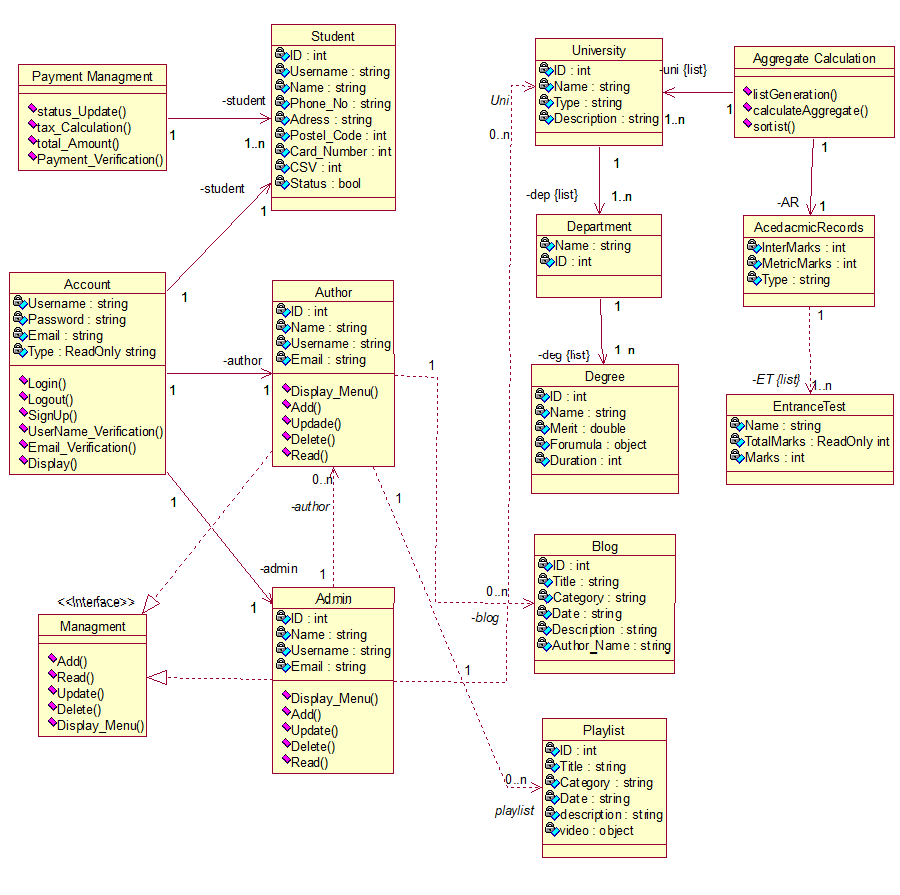 Student
ID : int
Username : string
Name : string
Phone_No : string
Adress : string
Postel_Code : int
Card_Number : int
CSV : int
Status : bool
Payment Managment
status_Update()
tax_Calculation()
total_Amount()
Payment_Verification()
-student
1
1..n
-student
1
1
University
ID : int
Name : string
Type : string
Description : string
Uni
0..n
-uni {list}
1..n
1
Aggregate Calculation
listGeneration()
calculateAggregate()
sortist()
1
-dep {list}
1..n
1
-AR
1
Department
Name : string
ID : int
AcedacmicRecords
InterMarks : int
MetricMarks : int
Type : string
1
-deg {list}
1 n
1
-ET {list}
1..n
Account
Username : string
Password : string
Email : string
Type : ReadOnly string
Login()
Logout()
SignUp()
UserName_Verification()
Email_Verification()
Display()
-author
1
1
Author
ID : int
Name : string
Username : string
Email : string
Display_Menu()
Add()
Updade()
Delete()
Read()
1
Degree
ID : int
Name : string
Merit : double
Forumula : object
Duration : int
EntranceTest
Name : string
TotalMarks : ReadOnly int
Marks : int
0..n
-author
1
1
1
-admin
1
<<Interface>>
Managment
Add()
Read()
Update()
Delete()
Display_Menu()
Admin
ID : int
Name : string
Username : string
Email : string
Display_Menu()
Add()
Update()
Delete()
Read()
1
0..n
-blog
Blog
ID : int
Title : string
Category : string
Date : string
Description : string
Author_Name : string
0..n
playlist
Playlist
ID : int
Title : string
Category : string
Date : string
description : string
video : object